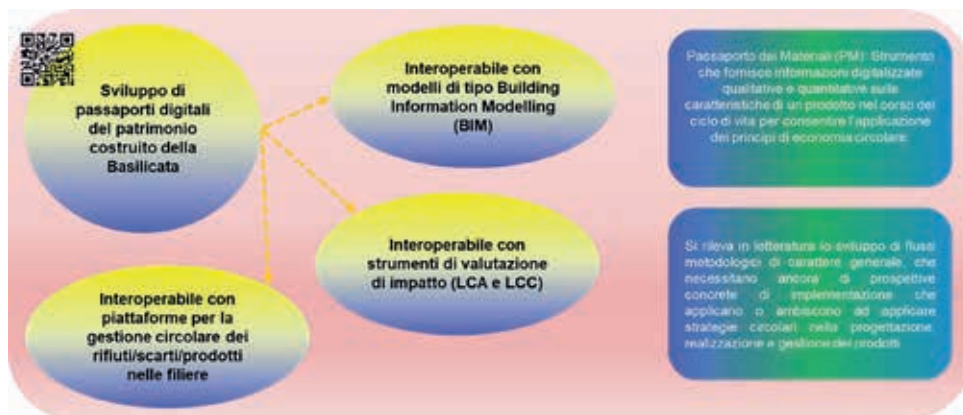 Sviluppo di
passaporti digitali
del patrimonio
costruito della
Basilicata
Interoperabile con
modelli di tipo Building
Information Modelling
(BIM)
Interoperabile con
strumenti di valutazione
di impatto (LCA e LCC)
Interoperabile con
piattaforme per la
gestione circolare dei
rifiuti/scarti/prodotti
nelle filiere
Passaporto dei Materiali (PM): Strumento
che fornisce informazioni digitalizzate
qualitative e quantitative sulle
caratteristiche di un prodotto nel corso del
ciclo di vita per consentire l'applicazione
dei principi di economia circolare
Si rileva in letteratura lo sviluppo di flussi
metodologici di carattere generale, che
necessitano ancora di prospettive
concrete di implementazione che
applicano o ambiscono ad applicare
strategie circolari nella progettazione,
realizzazione e gestione dei prodotti